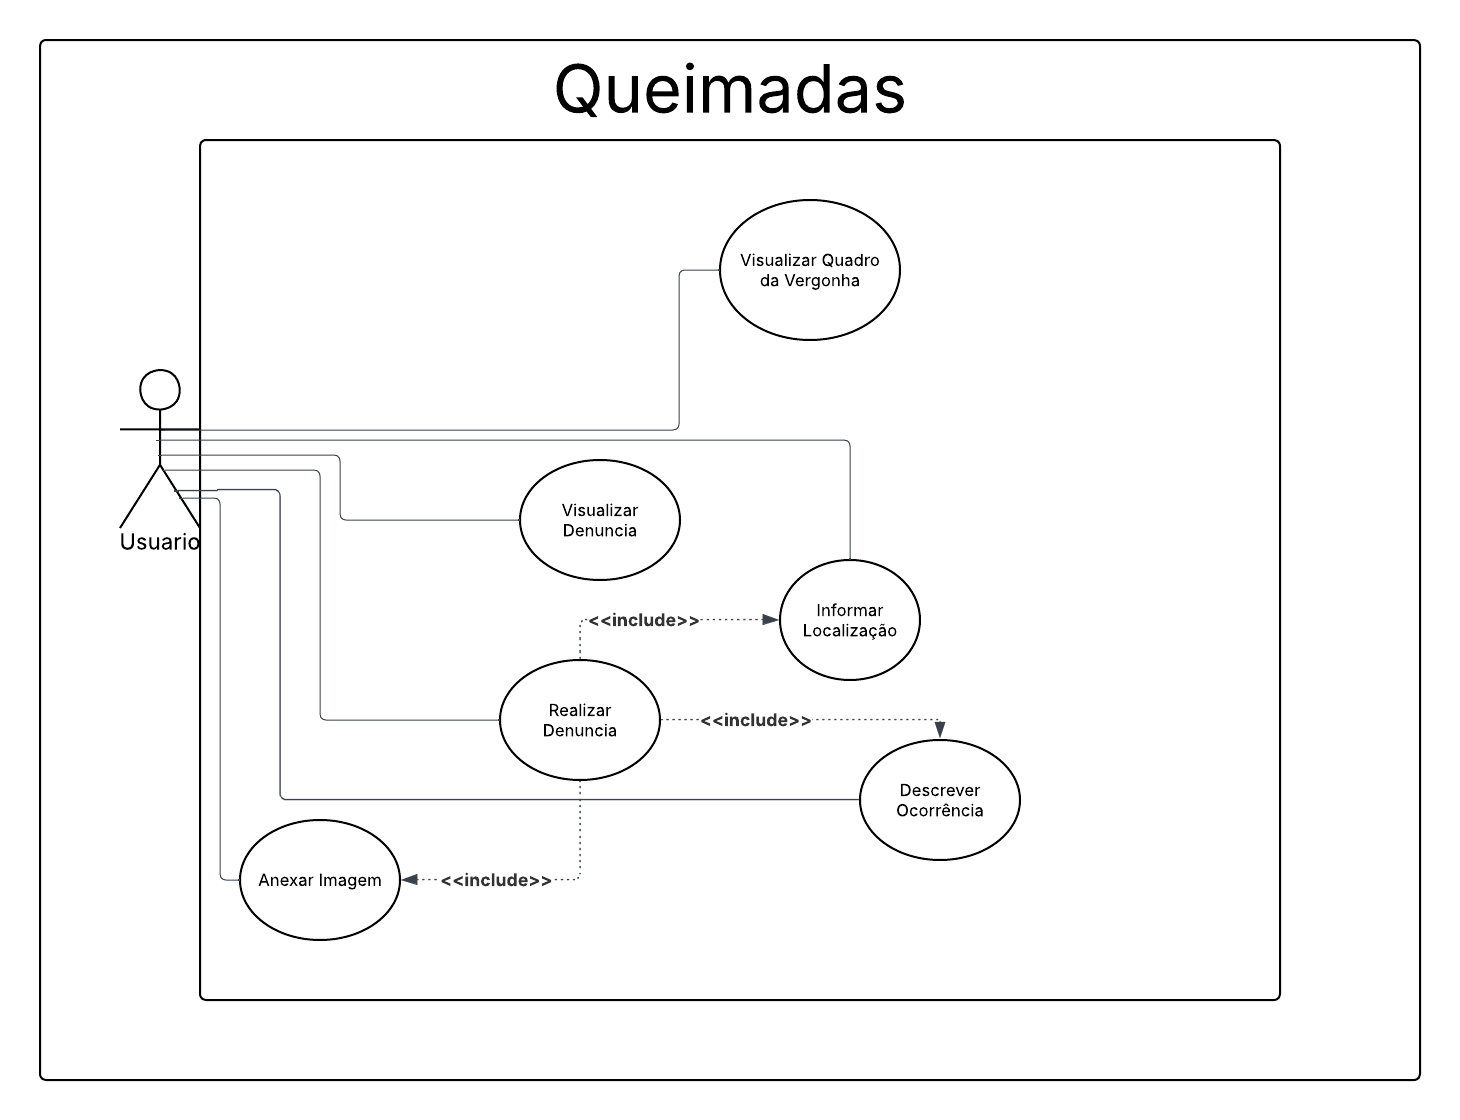 Queimadas
Visualizar Quadro
da Vergonha
Usuario
Visualizar
Denuncia
Informar
Localização
<<include>>
Realizar
Denuncia
<<include>>
Descrever
Ocorrência
Anexar Imagem
<<include>>